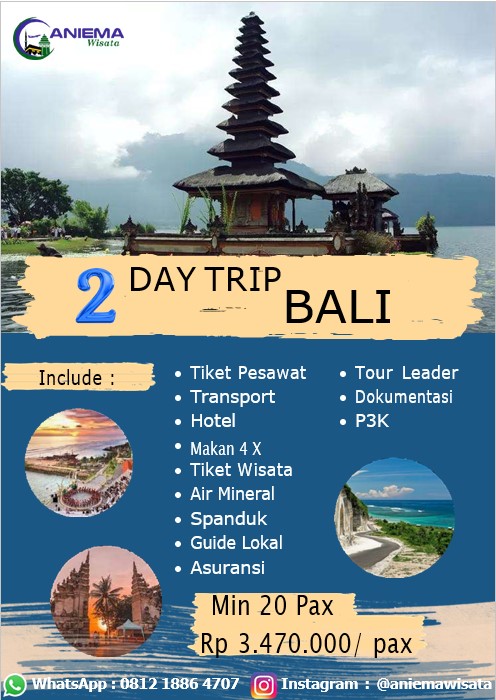 ANIEMA
Wisata
2 DAY TRIP
BALI
Include :
• Tiket Pesawat
• Transport
• Hotel
• Makan 4 X
• Tiket Wisata
• Air Mineral
• Spanduk
• Guide Lokal
• Asuransi
• Tour Leader
• Dokumentasi
• P3K
Min 20 Pax
Rp 3.470.000/ pax
WhatsApp : 0812 1886 4707 Instagram : @aniemawisata